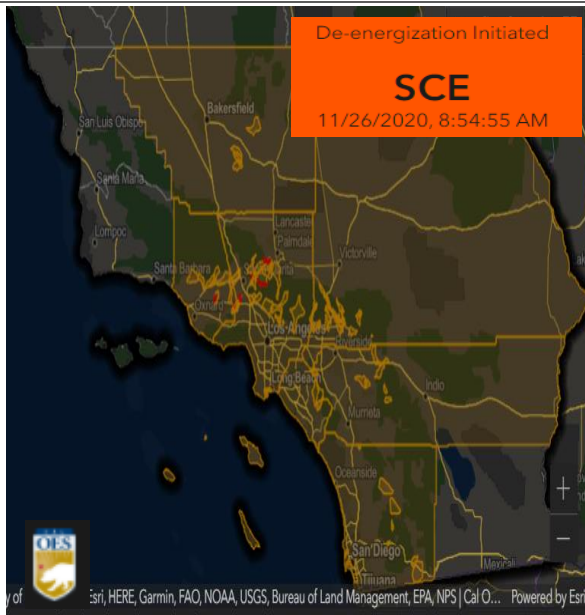 De-energization Initiated
SCE
11/26/2020, 8:54:55 AM
Bakersfield
San Luis Obispo
Santa Maria
Lompoc
Lancaster
Palmdale
Victorville
Santa Barbara
Oxnard
Los Angeles
Riverside
Long Beach
Indio
Murrieta
Oceanside
San Diego
Mexicali
Tijuana
+
−
OES
y of
Esri, HERE, Garmin, FAO, NOAA, USGS, Bureau of Land Management, EPA, NPS | Cal O... Powered by Esri